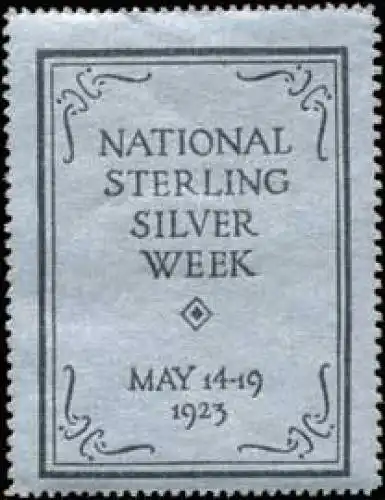 NATIONAL
STERLING
SILVER
WEEK
MAY 14-19
1923